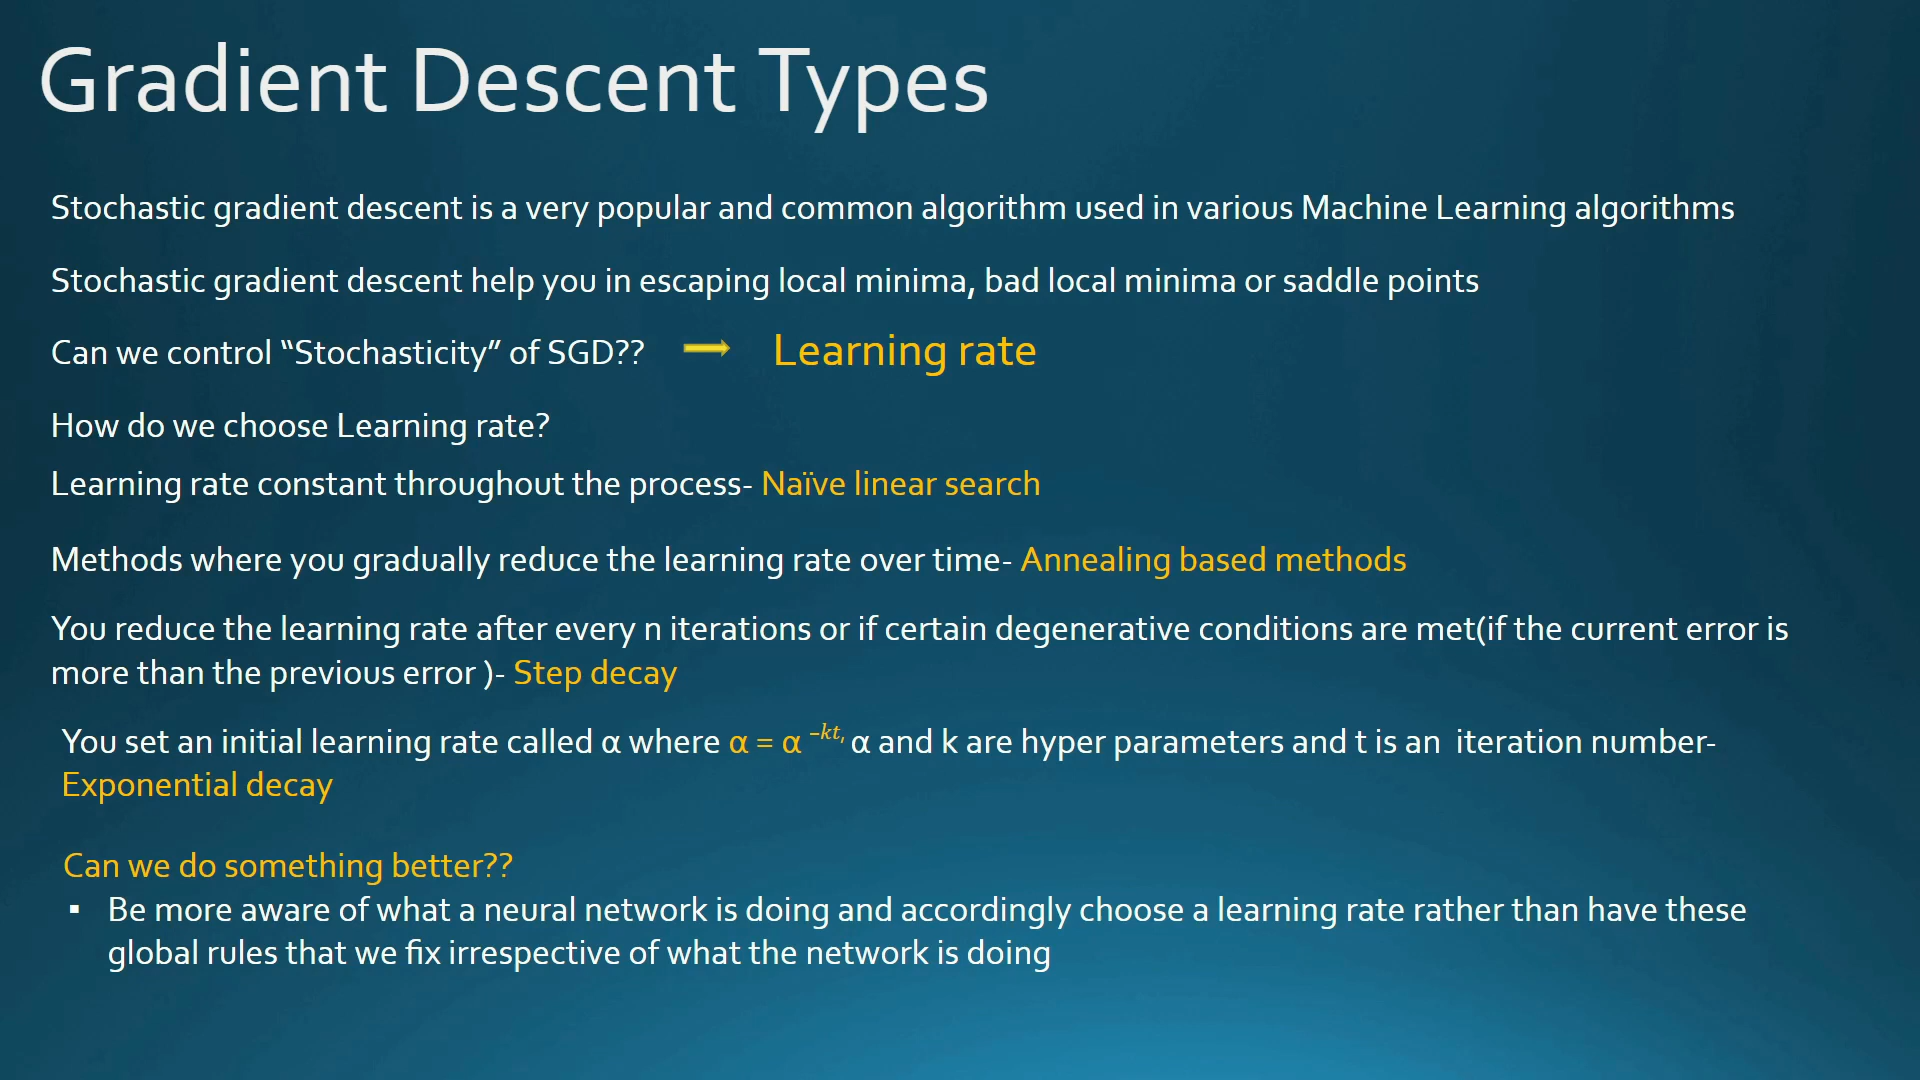 Gradient Descent Types
Stochastic gradient descent is a very popular and common algorithm used in various Machine Learning algorithms
Stochastic gradient descent help you in escaping local minima, bad local minima or saddle points
Can we control “Stochasticity” of SGD?? Learning rate
How do we choose Learning rate?
Learning rate constant throughout the process- Naïve linear search
Methods where you gradually reduce the learning rate over time- Annealing based methods
You reduce the learning rate after every n iterations or if certain degenerative conditions are met(if the current error is
more than the previous error )- Step decay
You set an initial learning rate called α where α = α ⁻ᵏᵗ, α and k are hyper parameters and t is an  iteration number-
Exponential decay
Can we do something better??
▪ Be more aware of what a neural network is doing and accordingly choose a learning rate rather than have these
global rules that we fix irrespective of what the network is doing